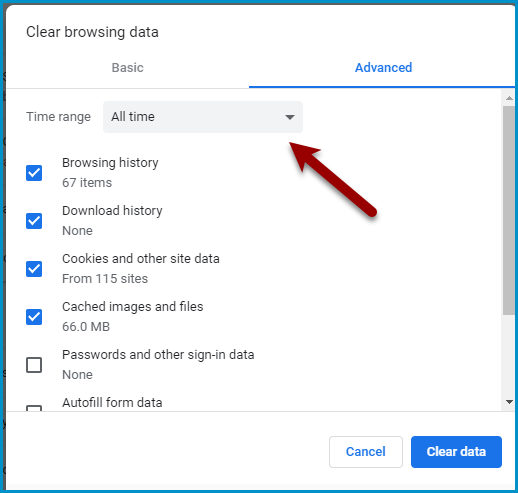 Clear browsing data
Basic Advanced
Time range All time
Browsing history
67 items
Download history
None
Cookies and other site data
From 115 sites
Cached images and files
66.0 MB
Passwords and other sign-in data
None
Autofill form data
Cancel Clear data